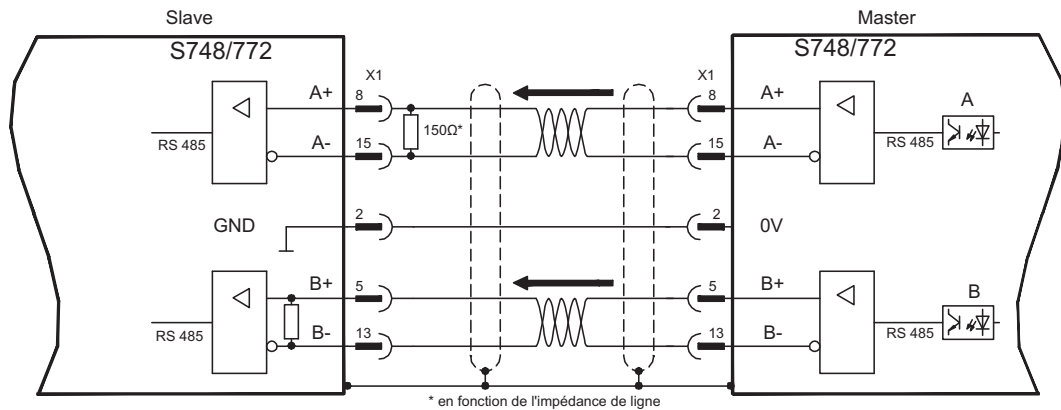 Slave
Master
S748/772
S748/772
X1
X1
A+
8
8
A+
A
150Ω*
RS 485
A-
15
15
A-
RS 485
GND
2
2
0V
B+
5
5
B+
B
RS 485
B-
13
13
B-
RS 485
* en fonction de l'impédance de ligne